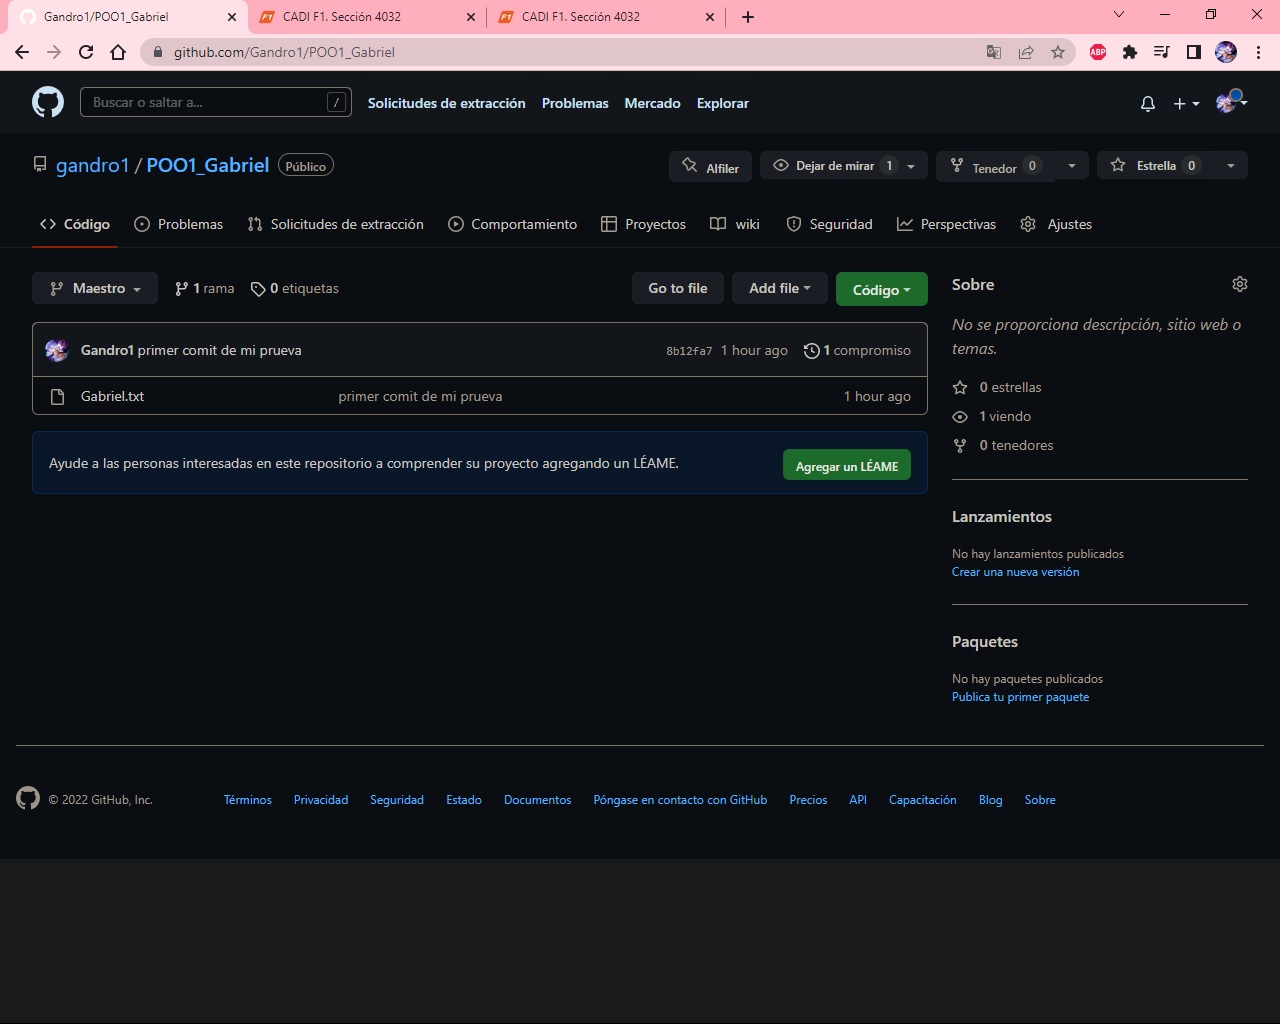 Gandro1/POO1_Gabriel
CADI F1. Sección 4032
CADI F1. Sección 4032
github.com/Gandro1/POO1_Gabriel
ABP
Buscar o saltar a...
/
Solicitudes de extracción Problemas Mercado Explorar
gandro1 / POO1_Gabriel Público
Alfiler
Dejar de mirar 1
Tenedor 0
Estrella 0
Código Problemas Solicitudes de extracción Comportamiento Proyectos wiki Seguridad Perspectivas Ajustes
Maestro
1 rama
0 etiquetas
Go to file
Add file
Código
Gandro1 primer comit de mi prueva 8b12fa7 1 hour ago 1 compromiso
Gabriel.txt primer comit de mi prueva 1 hour ago
Ayude a las personas interesadas en este repositorio a comprender su proyecto agregando un LÉAME.
Agregar un LÉAME
Sobre
No se proporciona descripción, sitio web o
temas.
0 estrellas
1 viendo
0 tenedores
Lanzamientos
No hay lanzamientos publicados
Crear una nueva versión
Paquetes
No hay paquetes publicados
Publica tu primer paquete
© 2022 GitHub, Inc. Términos Privacidad Seguridad Estado Documentos Póngase en contacto con GitHub Precios API Capacitación Blog Sobre